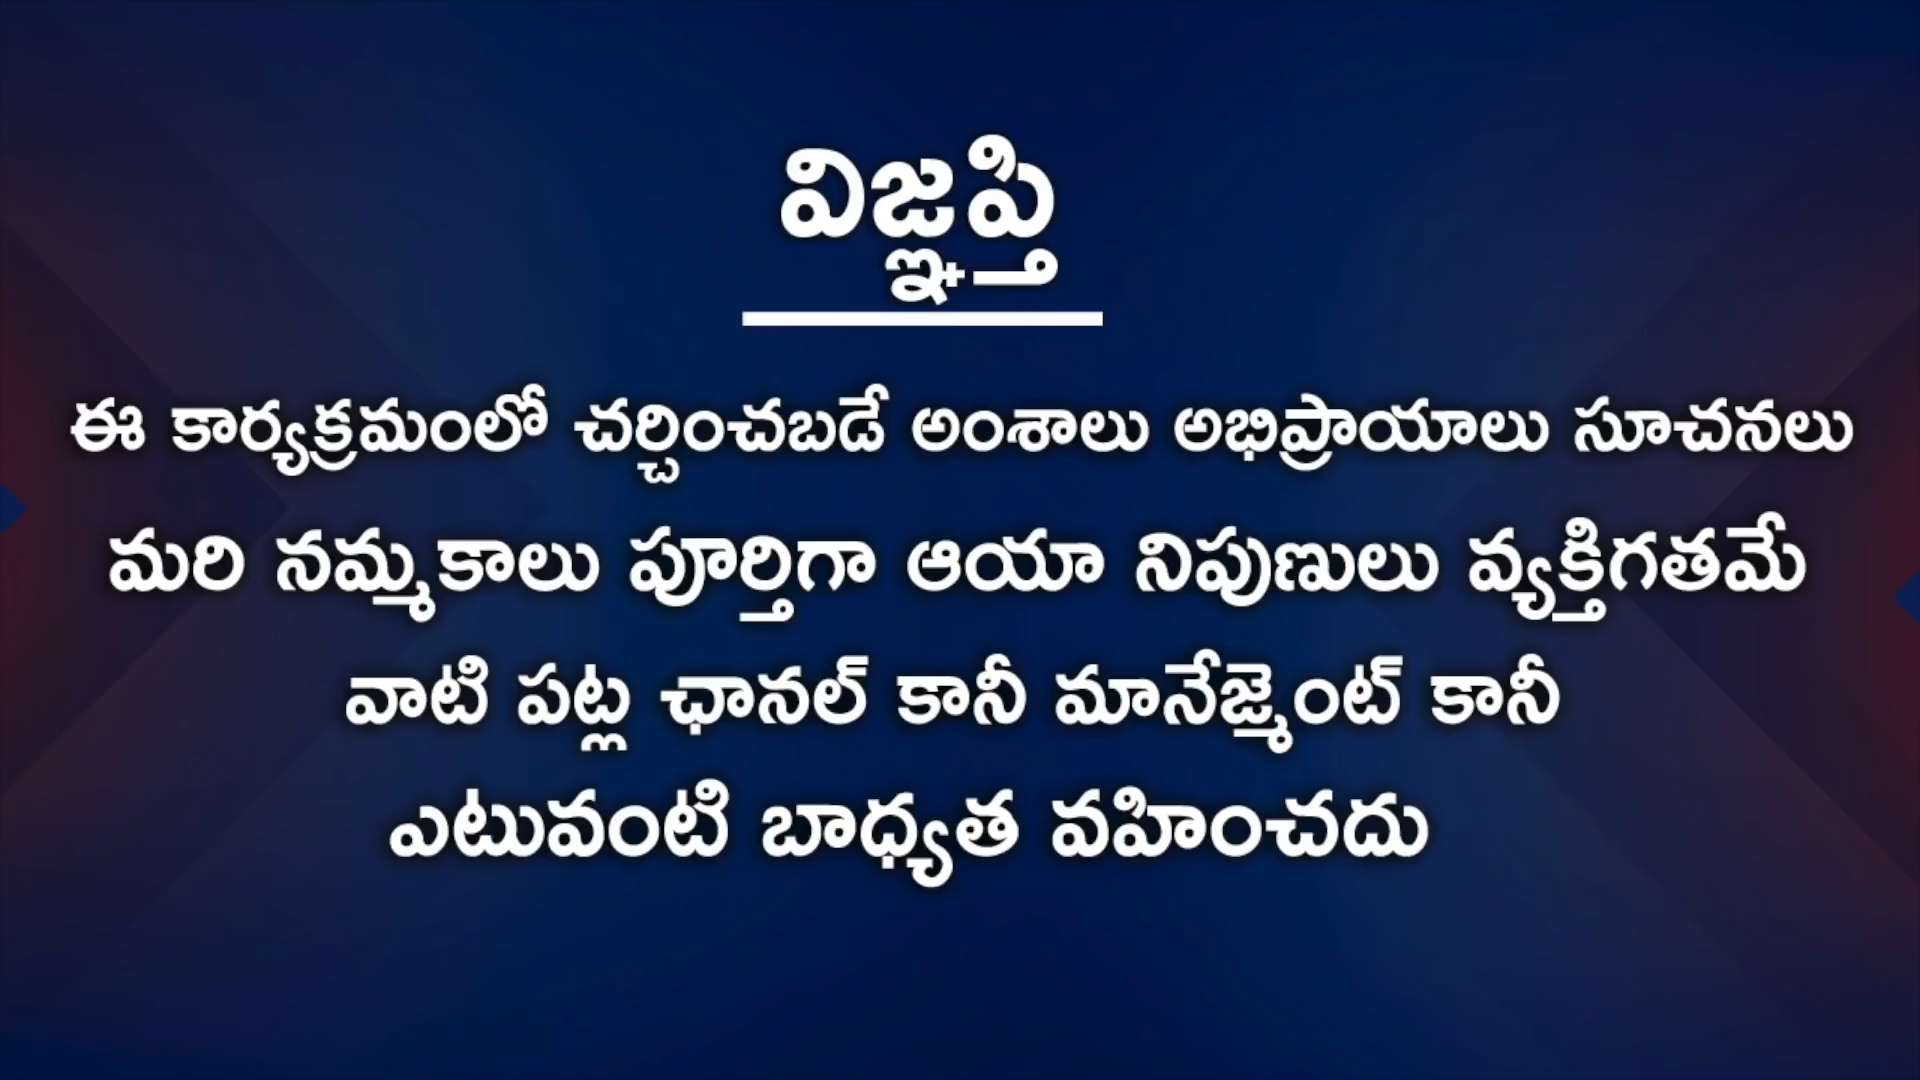 విజ్ఞప్తి
ఈ కార్యక్రమంలో చర్చించబడే అంశాలు అభిప్రాయాలు సూచనలు
మరి నమ్మకాలు పూర్తిగా ఆయా నిపుణులు వ్యక్తిగతమే
వాటి పట్ల ఛానల్ కానీ మానేజ్మెంట్ కానీ
ఎటువంటి బాధ్యత వహించదు